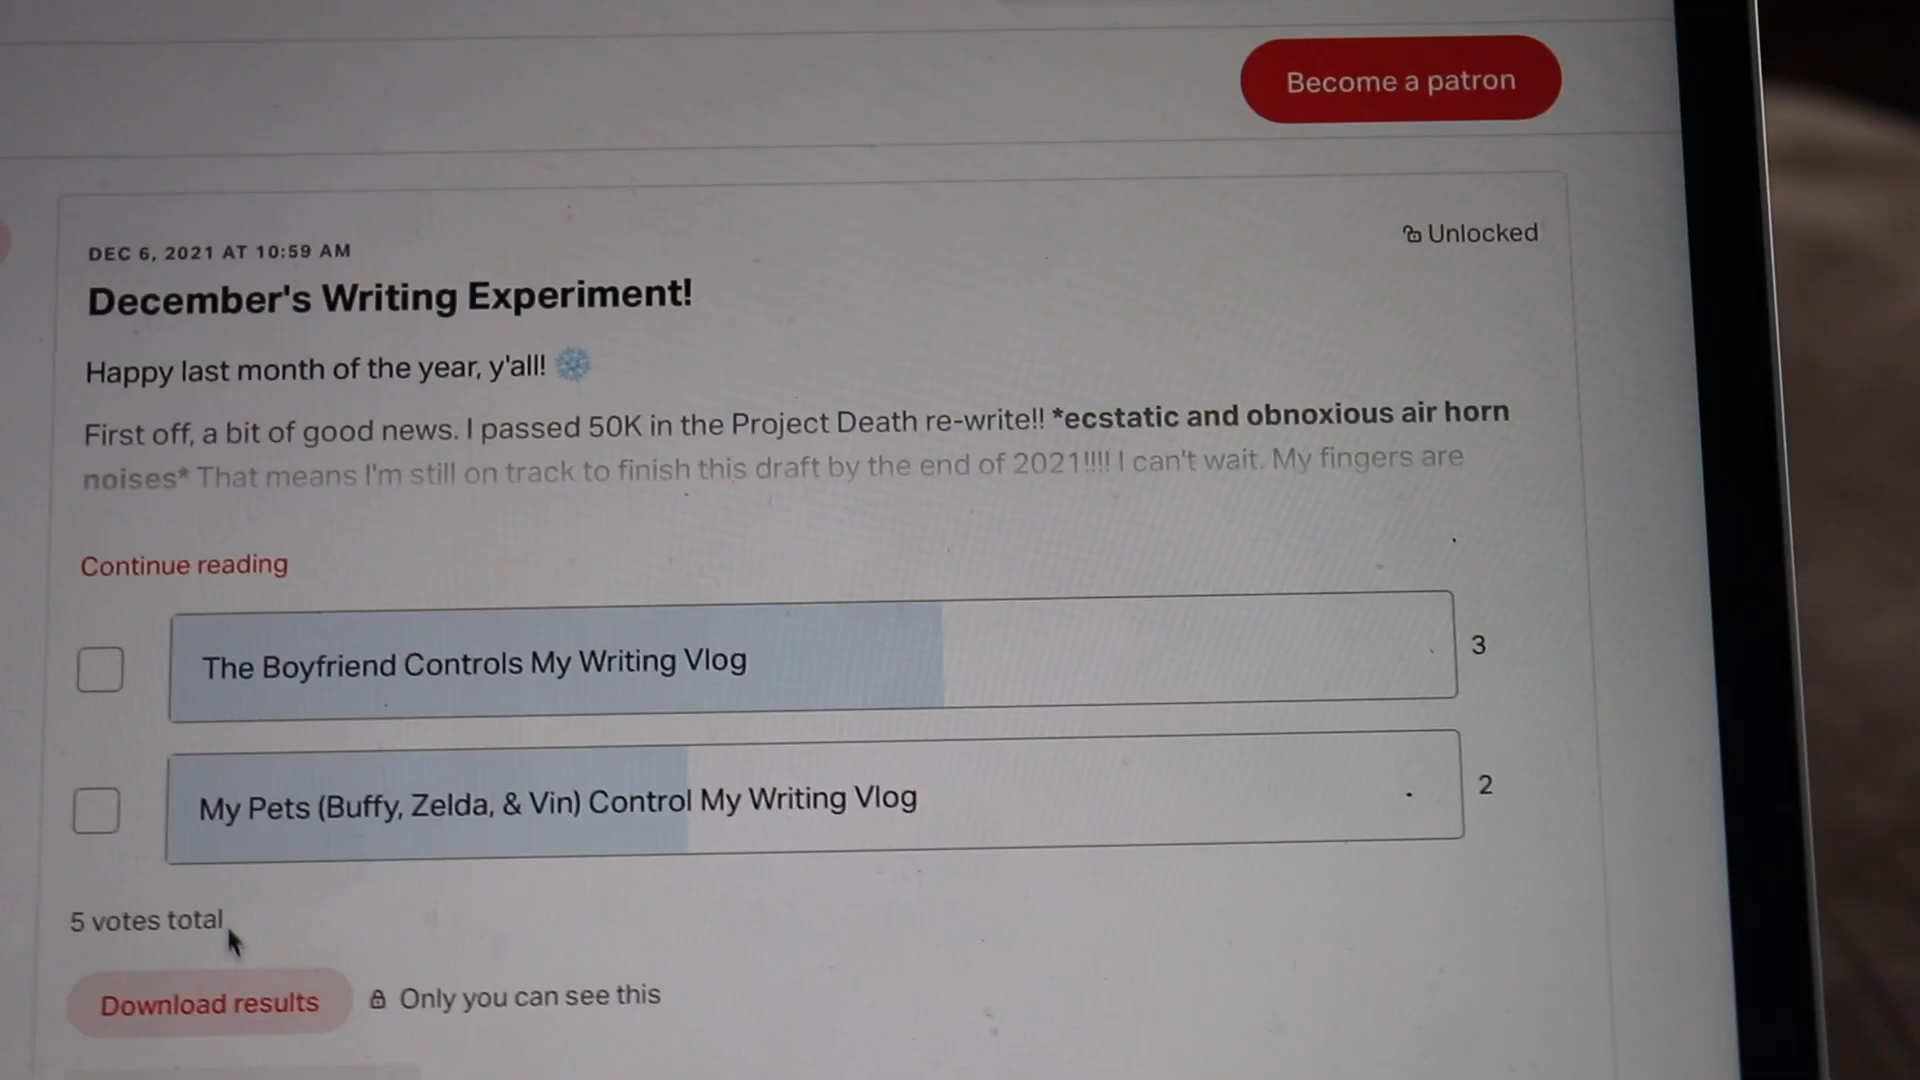 Become a patron
DEC 6, 2021 AT 10:59 AM
Unlocked
December's Writing Experiment!
Happy last month of the year, y'all! ❄️
First off, a bit of good news. I passed 50K in the Project Death re-write!! *ecstatic and obnoxious air horn
noises* That means I'm still on track to finish this draft by the end of 2021!!!! I can't wait. My fingers are
Continue reading
The Boyfriend Controls My Writing Vlog
3
My Pets (Buffy, Zelda, & Vin) Control My Writing Vlog
2
5 votes total
Download results
Only you can see this